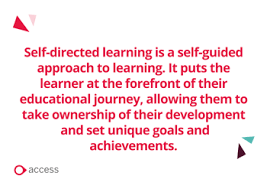 Self-directed learning is a self-guided
approach to learning. It puts the
learner at the forefront of their
educational journey, allowing them to
take ownership of their development
and set unique goals and
achievements.
access